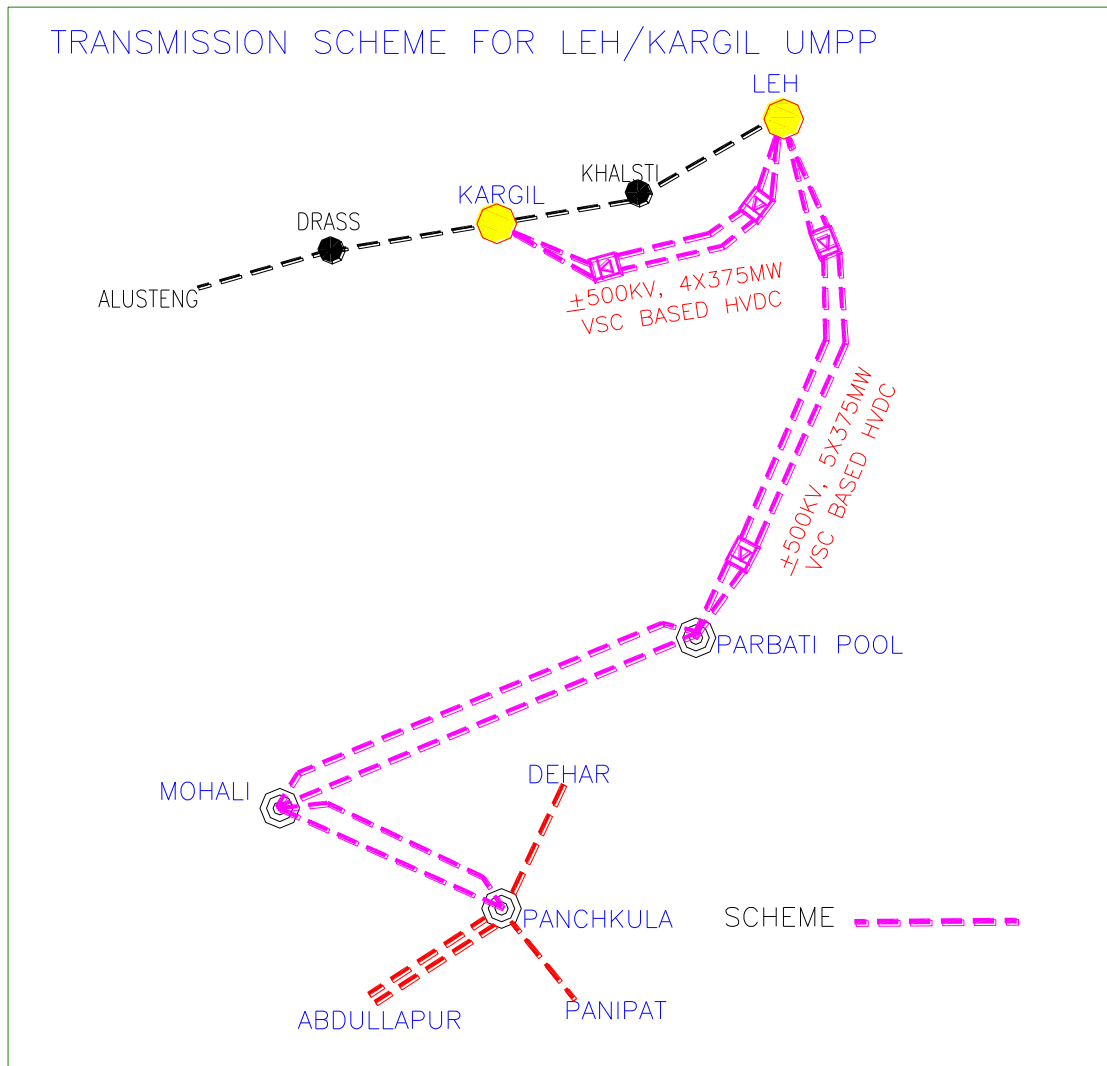 TRANSMISSION SCHEME FOR LEH/KARGIL UMPP
LEH
KHALSTI
KARGIL
DRASS
ALUSTENG
±500KV, 4X375MW
VSC BASED HVDC
±500KV, 5X375MW
VSC BASED HVDC
PARBATI POOL
DEHAR
MOHALI
PANCHKULA
SCHEME
ABDULLAPUR
PANIPAT